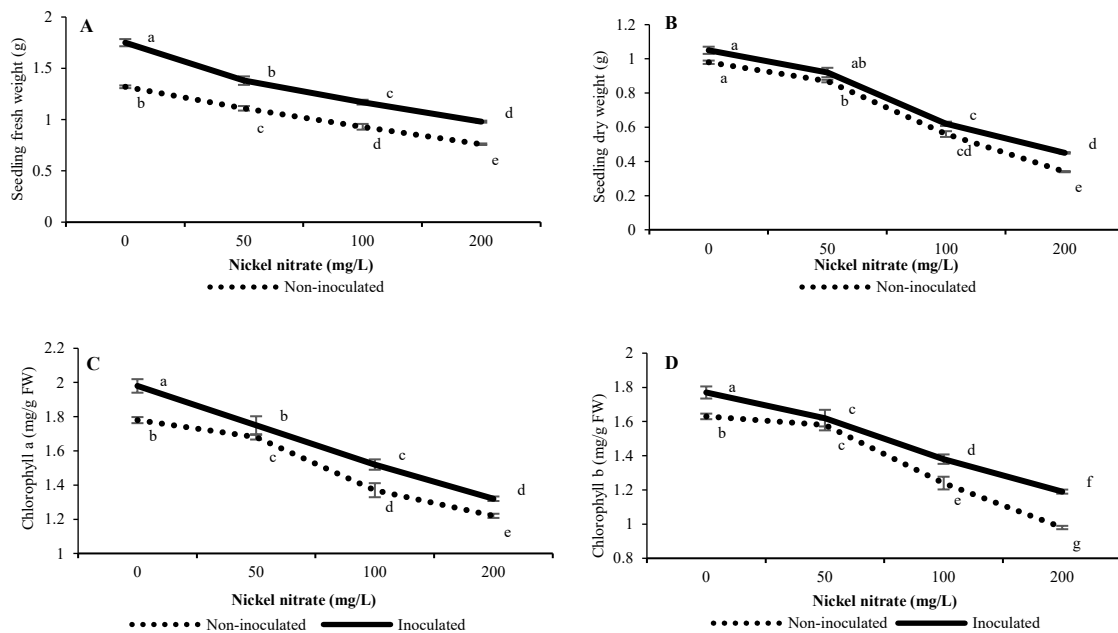 A
Seedling fresh weight (g)
2
1.5
1
0.5
0
a
b
c
d
b
c
d
e
0 50 100 200
Nickel nitrate (mg/L)
Non-inoculated
B
Seedling dry weight (g)
1.2
1
0.8
0.6
0.4
0.2
0
a
ab
c
d
a
b
cd
e
0 50 100 200
Nickel nitrate (mg/L)
Non-inoculated
C
Chlorophyll a (mg/g FW)
2.2
2
1.8
1.6
1.4
1.2
1
a
b
c
d
b
c
d
e
0 50 100 200
Nickel nitrate (mg/L)
Non-inoculated Inoculated
D
Chlorophyll b (mg/g FW)
2
1.8
1.6
1.4
1.2
1
0.8
a
c
d
f
b
c
e
g
0 50 100 200
Nickel nitrate (mg/L)
Non-inoculated Inoculated